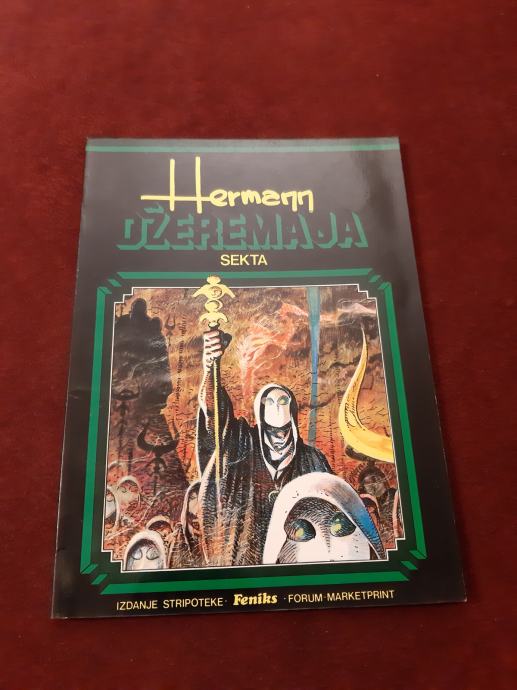 Hermann
DŽEREMAJA
SEKTA
IZDANJE STRIPOTEKE · Feniks · FORUM-MARKETPRINT